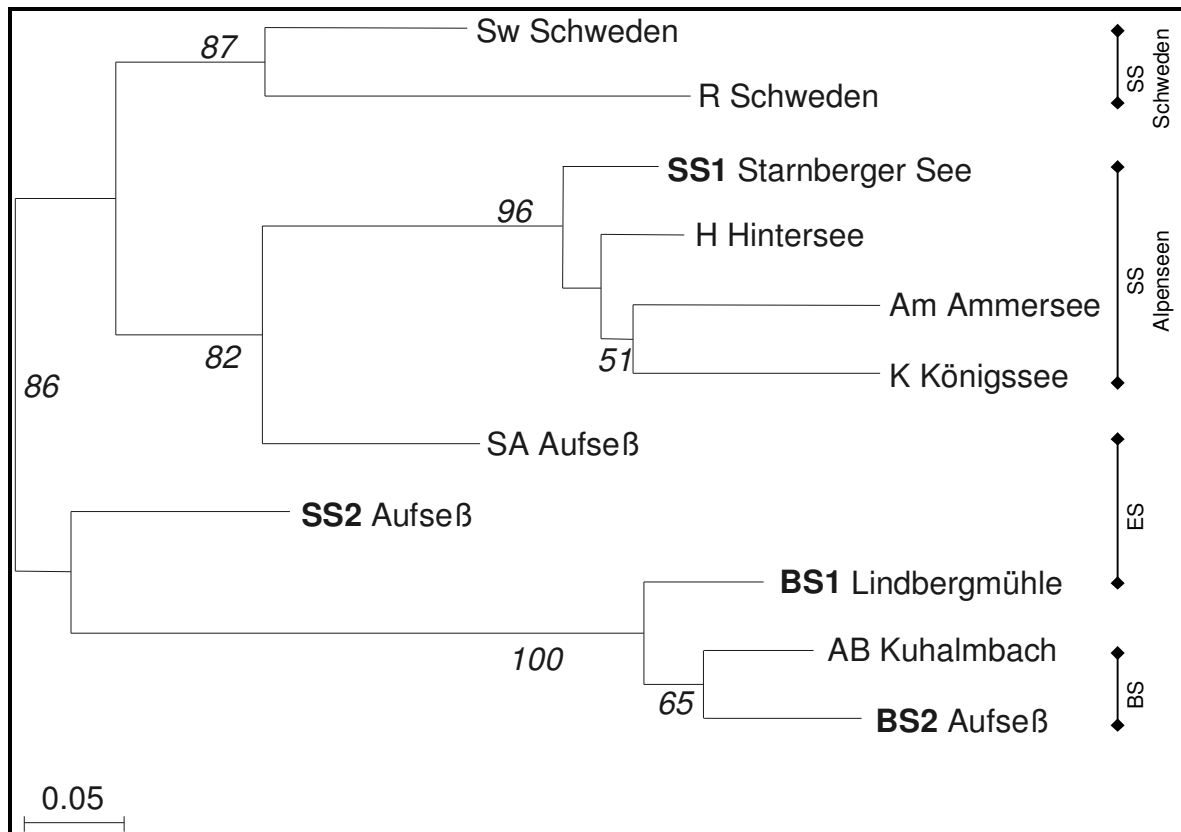 Sw Schweden
87
R Schweden
SS1 Starnberger See
96
H Hintersee
Am Ammersee
51
K Königssee
82
86
SA Aufseß
SS2 Aufseß
BS1 Lindbergmühle
100
AB Kuhalmbach
65
BS2 Aufseß
0.05
SS
Schweden
SS
Alpenseen
ES
BS